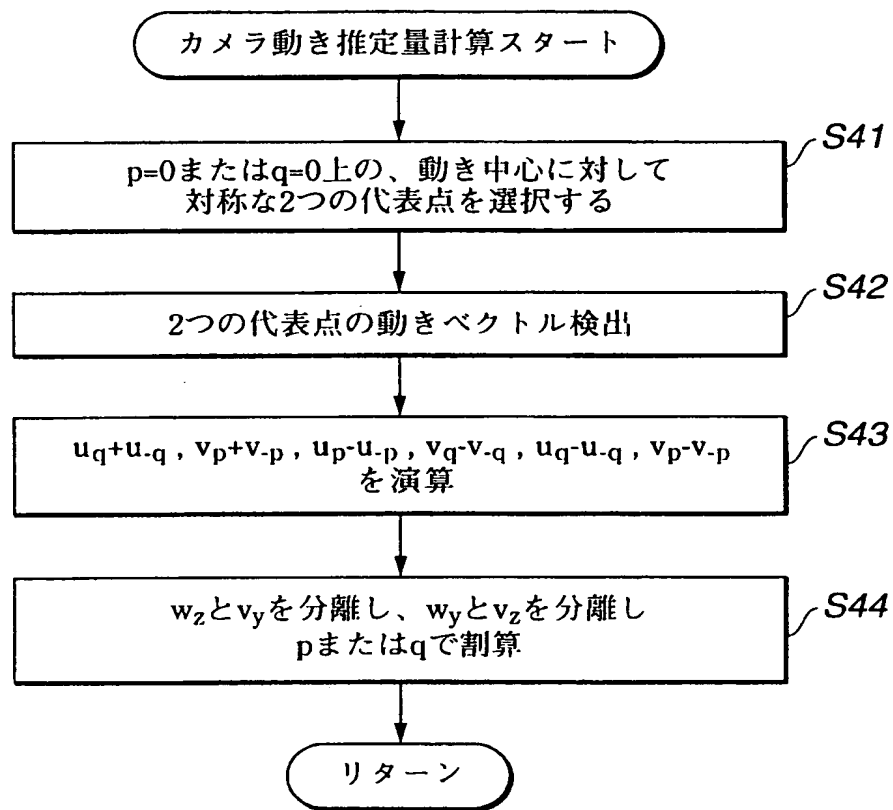 カメラ動き推定量計算スタート
S41
p=0またはq=0上の、動き中心に対して
対称な2つの代表点を選択する
S42
2つの代表点の動きベクトル検出
S43
uq+u-q , vp+v-p , up-u-p , vq-v-q , uq-u-q , vp-v-p
を演算
S44
wzとvyを分離し、wyとvzを分離し
pまたはqで割算
リターン